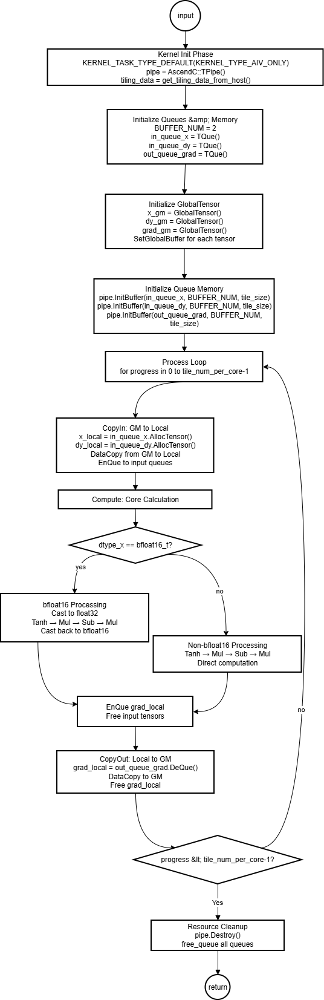 input
Kernel Init Phase
KERNEL_TASK_TYPE_DEFAULT(KERNEL_TYPE_AIV_ONLY)
pipe = AscendC::TPipe()
tiling_data = get_tiling_data_from_host()
Initialize Queues &amp; Memory
BUFFER_NUM = 2
in_queue_x = TQue()
in_queue_dy = TQue()
out_queue_grad = TQue()
Initialize GlobalTensor
x_gm = GlobalTensor()
dy_gm = GlobalTensor()
grad_gm = GlobalTensor()
SetGlobalBuffer for each tensor
Initialize Queue Memory
pipe.InitBuffer(in_queue_x, BUFFER_NUM, tile_size)
pipe.InitBuffer(in_queue_dy, BUFFER_NUM, tile_size)
pipe.InitBuffer(out_queue_grad, BUFFER_NUM,
tile_size)
Process Loop
for progress in 0 to tile_num_per_core-1
CopyIn: GM to Local
x_local = in_queue_x.AllocTensor()
dy_local = in_queue_dy.AllocTensor()
DataCopy from GM to Local
EnQue to input queues
Compute: Core Calculation
dtype_x == bfloat16_t?
yes
no
bfloat16 Processing
Cast to float32
Tanh → Mul → Sub → Mul
Cast back to bfloat16
Non-bfloat16 Processing
Tanh → Mul → Sub → Mul
Direct computation
EnQue grad_local
Free input tensors
no
CopyOut: Local to GM
grad_local = out_queue_grad.DeQue()
DataCopy to GM
Free grad_local
progress &lt; tile_num_per_core-1?
Yes
Resource Cleanup
pipe.Destroy()
free_queue all queues
return